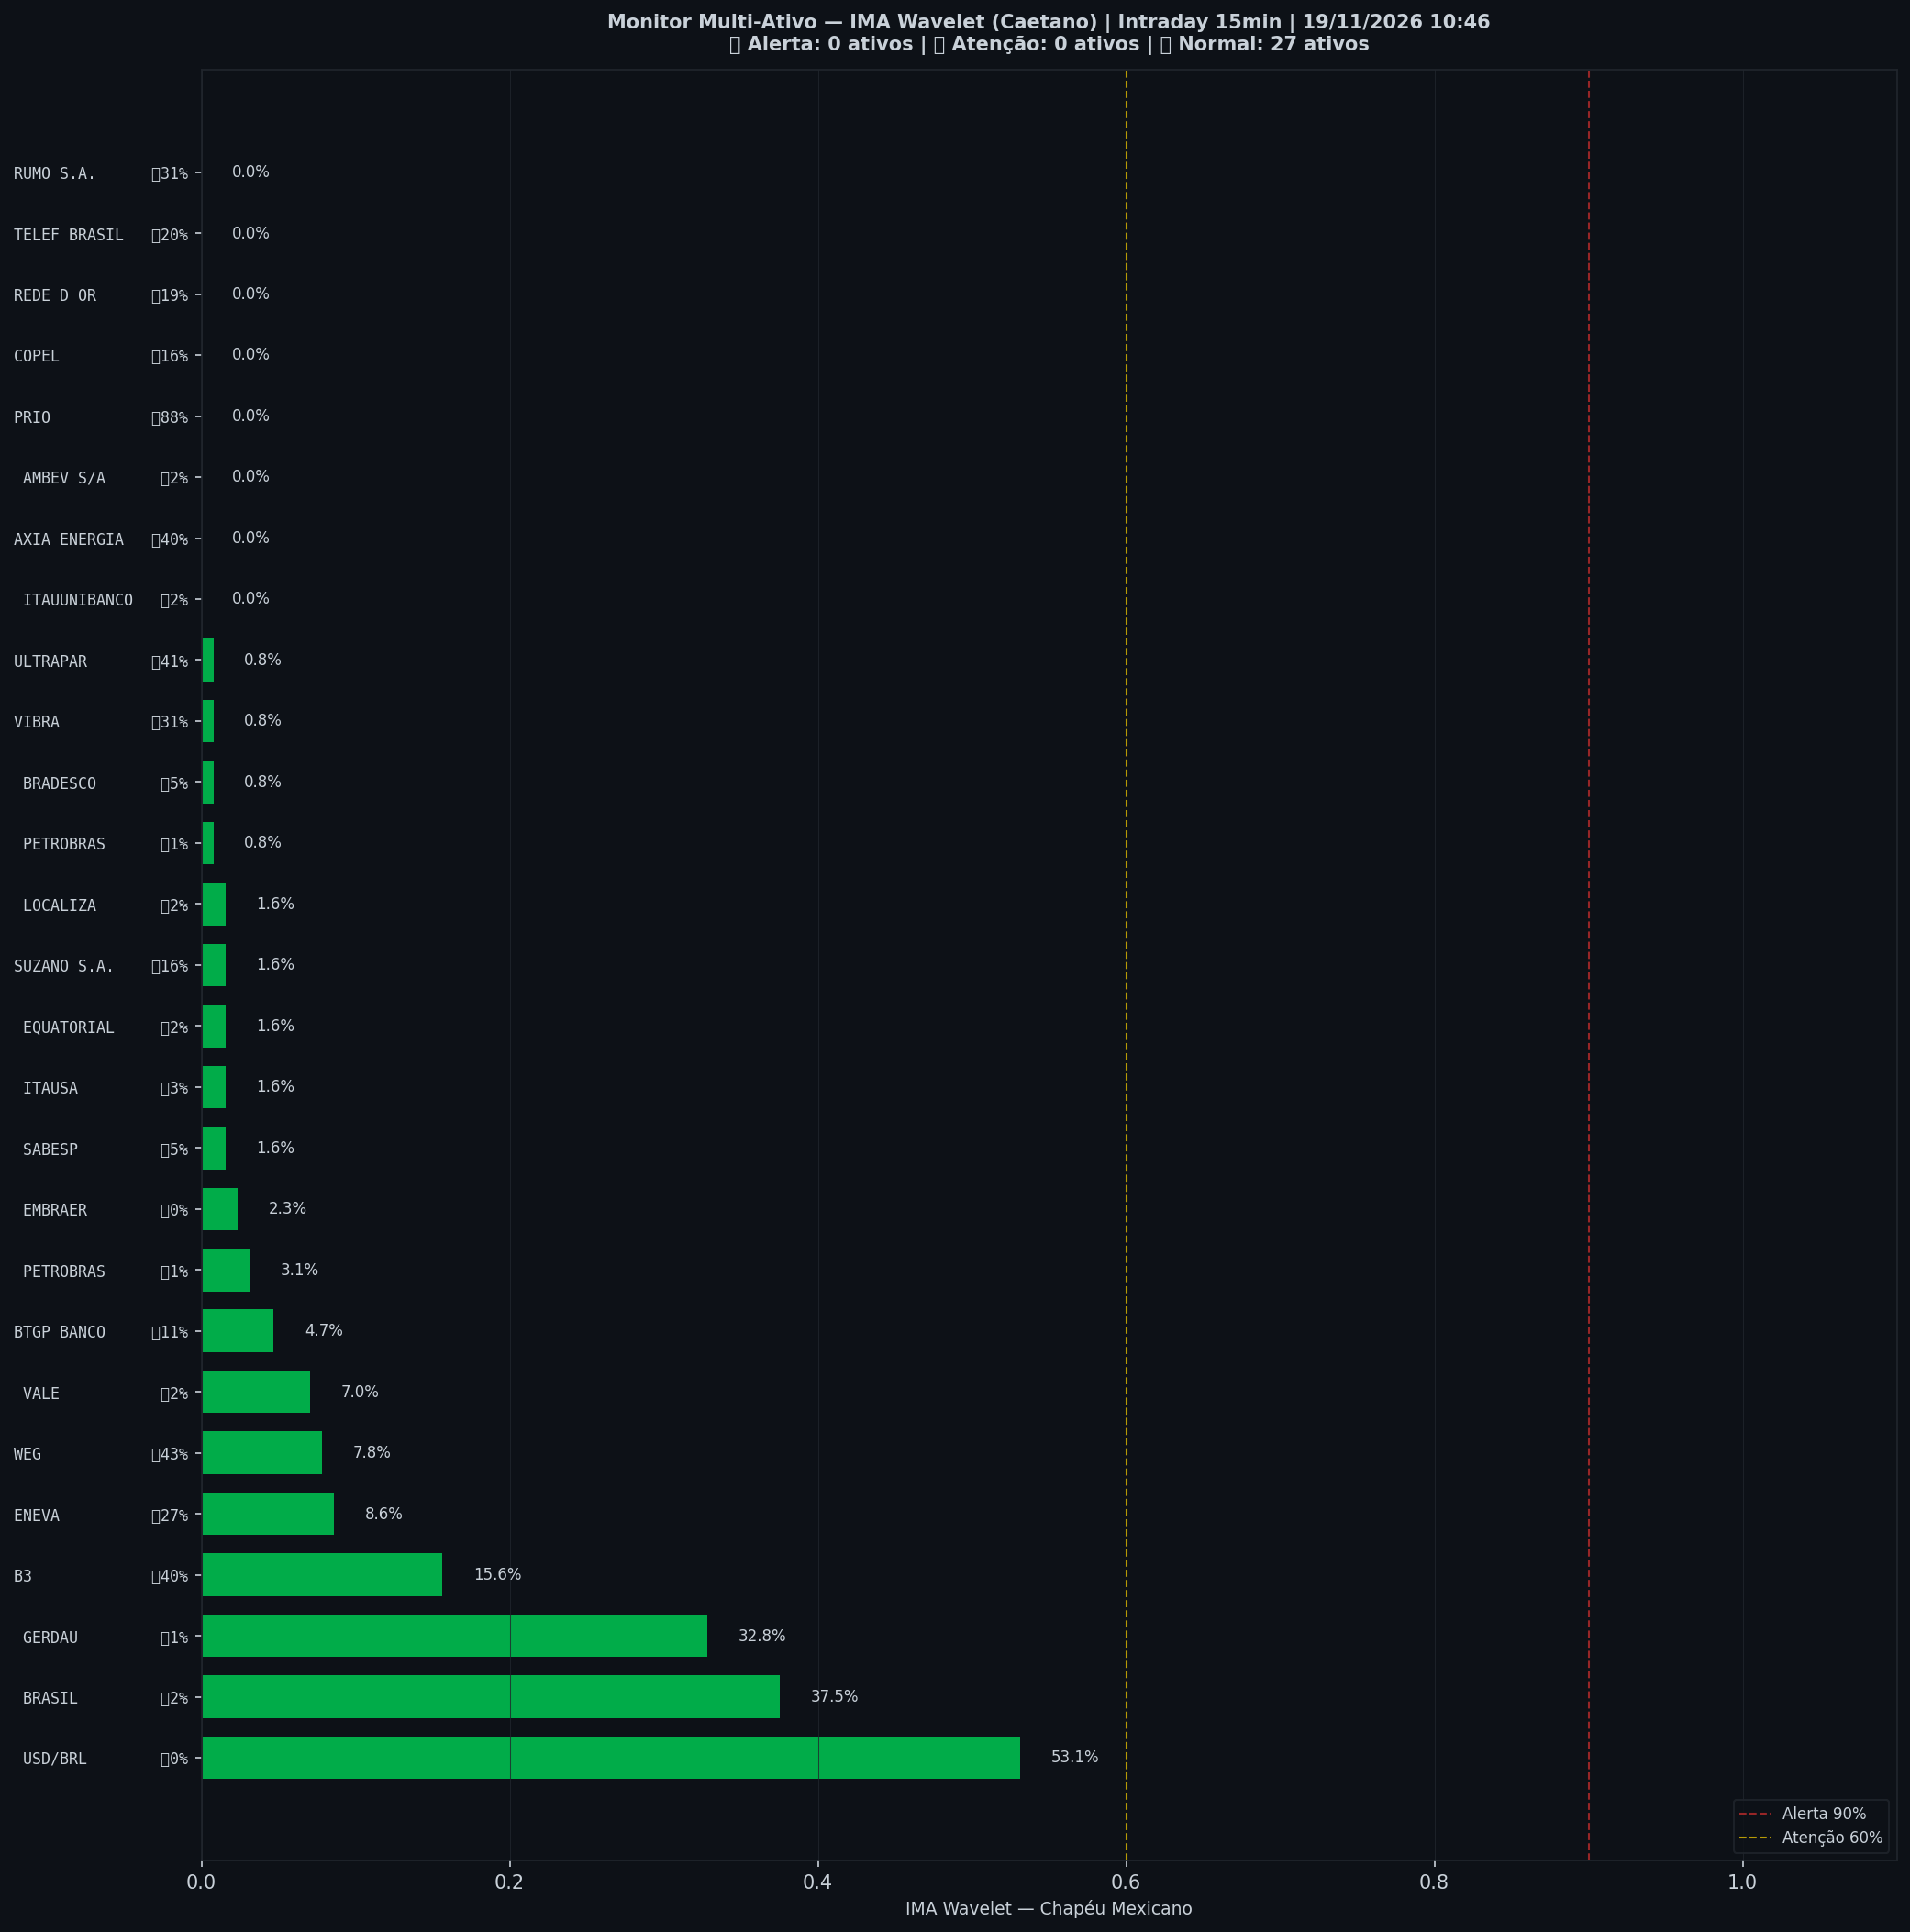 Monitor Multi-Ativo — IMA Wavelet (Caetano) | Intraday 15min | 19/11/2026 10:46
▯ Alerta: 0 ativos | ▯ Atenção: 0 ativos | ▯ Normal: 27 ativos
RUMO S.A. ▯31% 0.0%
TELEF BRASIL ▯20% 0.0%
REDE D OR ▯19% 0.0%
COPEL ▯16% 0.0%
PRIO ▯88% 0.0%
AMBEV S/A ▯2% 0.0%
AXIA ENERGIA ▯40% 0.0%
ITAUUNIBANCO ▯2% 0.0%
ULTRAPAR ▯41% 0.8%
VIBRA ▯31% 0.8%
BRADESCO ▯5% 0.8%
PETROBRAS ▯1% 0.8%
LOCALIZA ▯2% 1.6%
SUZANO S.A. ▯16% 1.6%
EQUATORIAL ▯2% 1.6%
ITAUSA ▯3% 1.6%
SABESP ▯5% 1.6%
EMBRAER ▯0% 2.3%
PETROBRAS ▯1% 3.1%
BTGP BANCO ▯11% 4.7%
VALE ▯2% 7.0%
WEG ▯43% 7.8%
ENEVA ▯27% 8.6%
B3 ▯40% 15.6%
GERDAU ▯1% 32.8%
BRASIL ▯2% 37.5%
USD/BRL ▯0% 53.1%
Alerta 90%
Atenção 60%
0.0 0.2 0.4 0.6 0.8 1.0
IMA Wavelet — Chapéu Mexicano